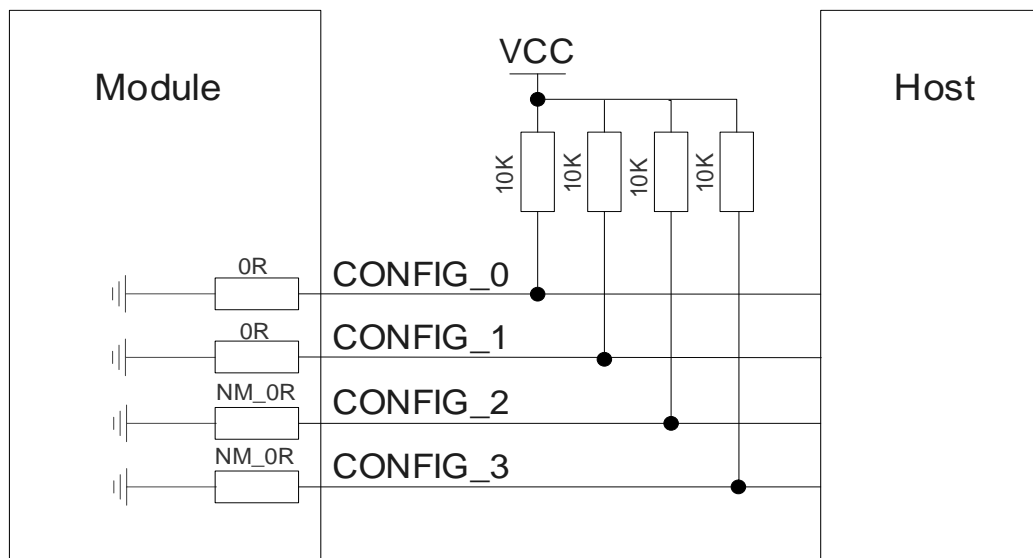 VCC
Module
Host
10K
10K
10K
10K
0R
CONFIG_0
0R
CONFIG_1
NM_0R
CONFIG_2
NM_0R
CONFIG_3